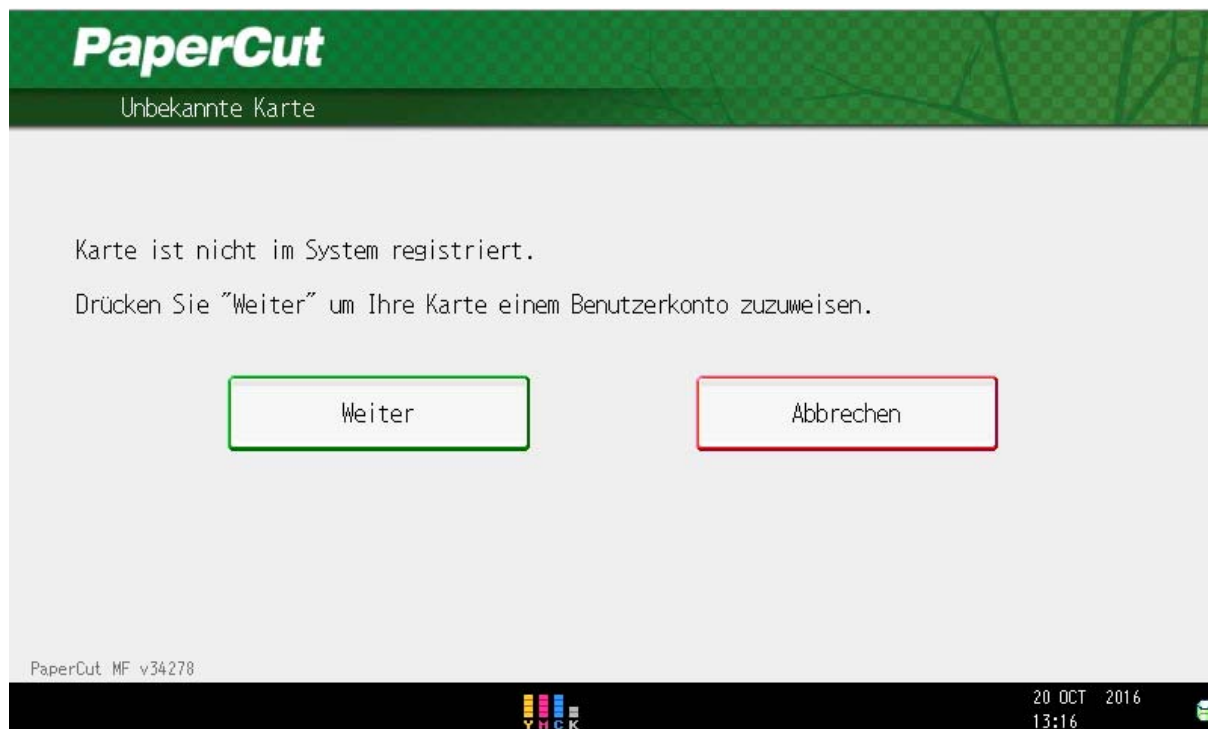 PaperCut
Unbekannte Karte
Karte ist nicht im System registriert.
Drücken Sie "Weiter" um Ihre Karte einem Benutzerkonto zuzuweisen.
Weiter
Abbrechen
PaperCut MF v34278
Y M C K
20 OCT 2016
13:16